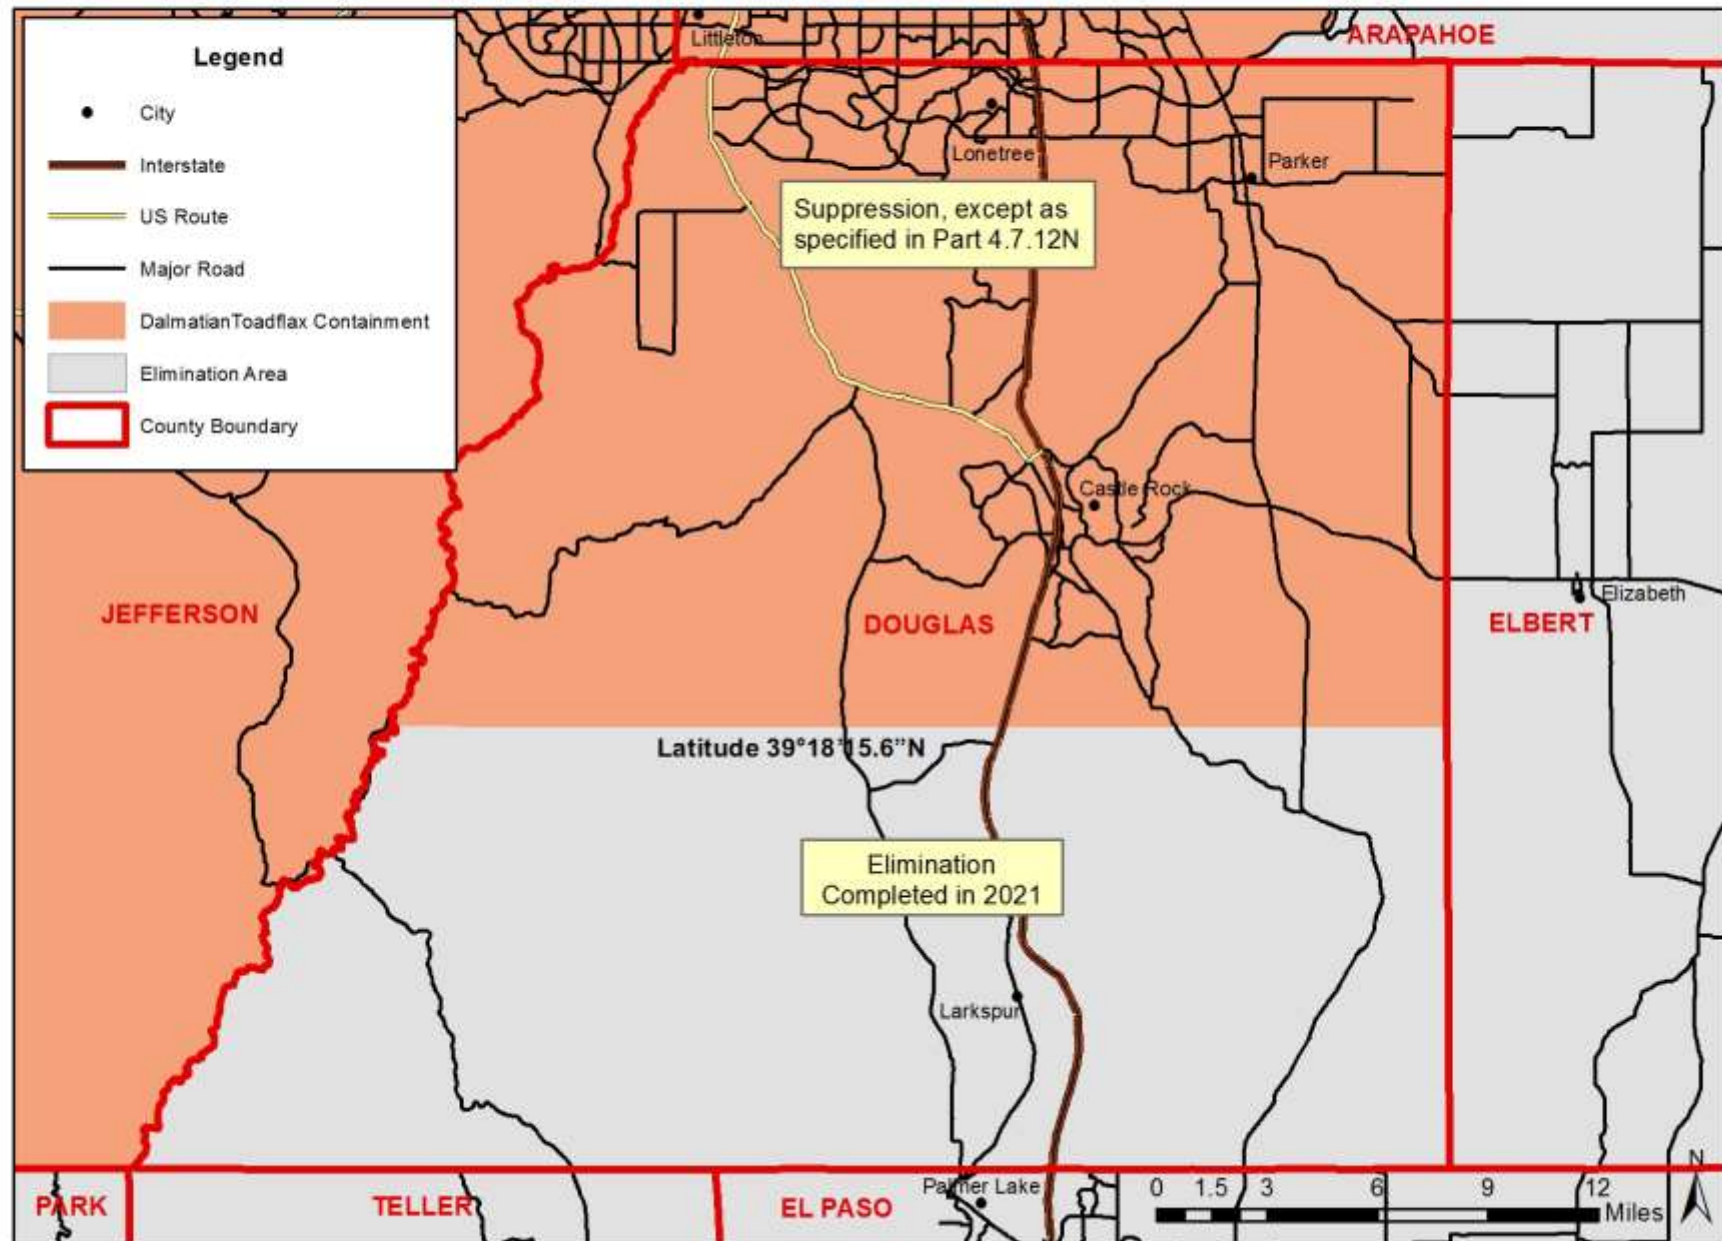 Legend
City
Interstate
US Route
Major Road
DalmatianToadflax Containment
Elimination Area
County Boundary
Littleton
ARAPAHOE
Lonetree
Parker
Suppression, except as
specified in Part 4.7.12N
Castle Rock
JEFFERSON
DOUGLAS
ELBERT
Elizabeth
Latitude 39°18'15.6”N
Elimination
Completed in 2021
Larkspur
PARK
TELLER
EL PASO
Palmer Lake
0 1.5 3 6 9 12
Miles
N